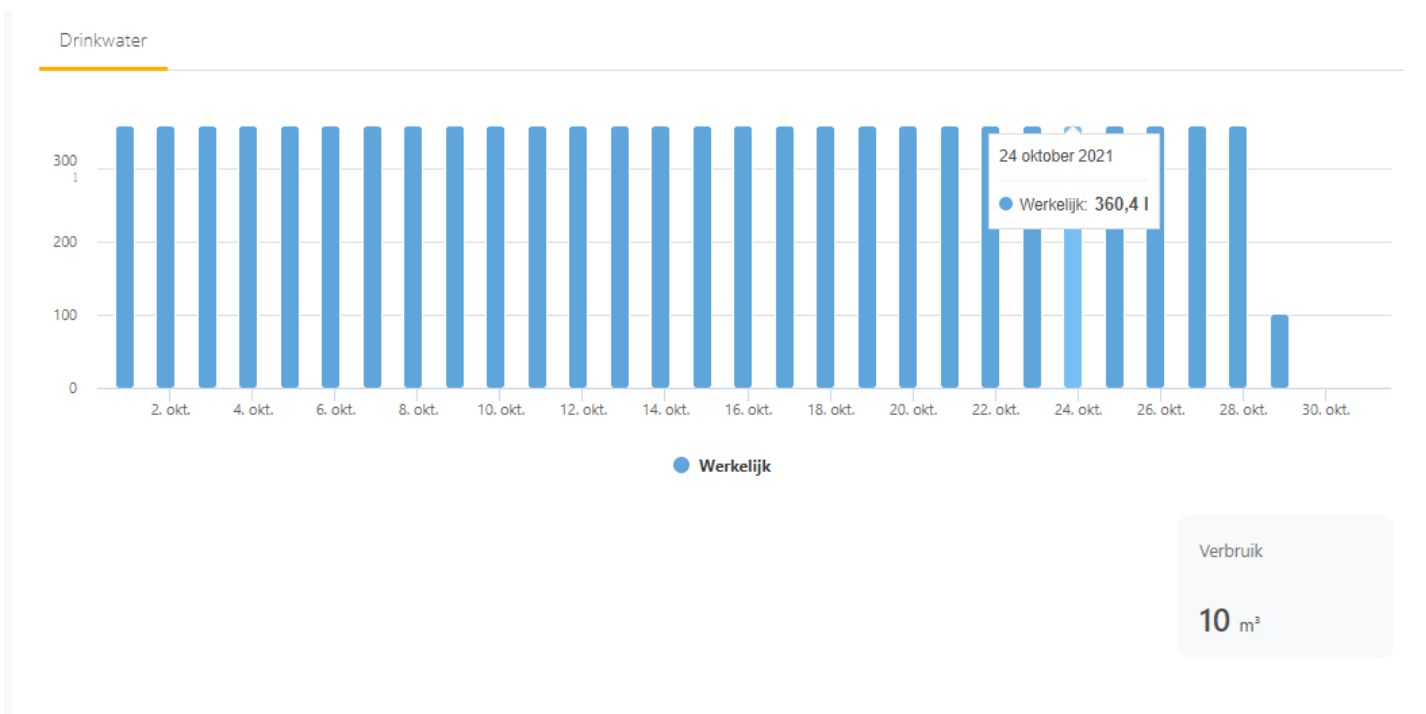 Drinkwater
300
l
200
100
0
24 oktober 2021
Werkelijk: 360,4 l
2. okt. 4. okt. 6. okt. 8. okt. 10. okt. 12. okt. 14. okt. 16. okt. 18. okt. 20. okt. 22. okt. 24. okt. 26. okt. 28. okt. 30. okt.
Werkelijk
Verbruik
10 m³